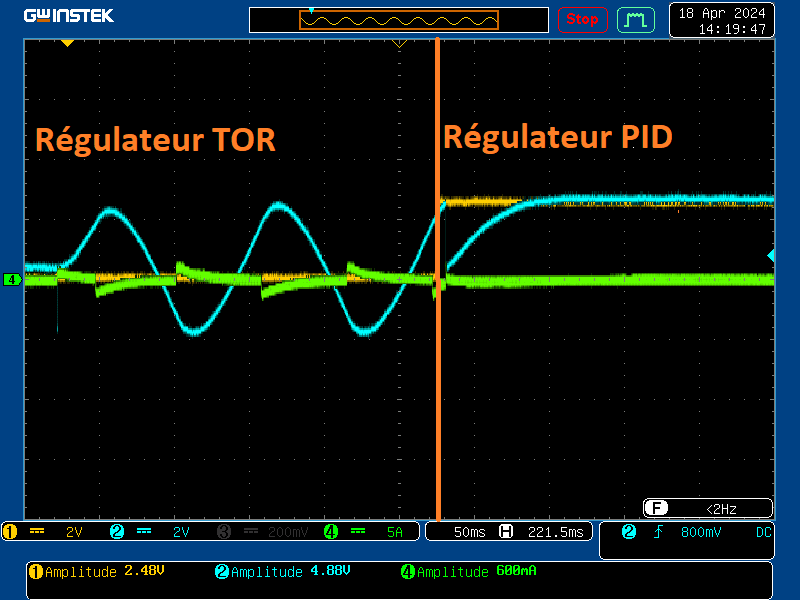 GWINSTEK
Stop
18 Apr 2024
14:19:47
Régulateur TOR
Régulateur PID
4
F <2Hz
1 2V 2 2V 3 200mV 4 5A
50ms H 221.5ms
2 800mV DC
1 Amplitude 2.48V 2 Amplitude 4.88V 4 Amplitude 600mA